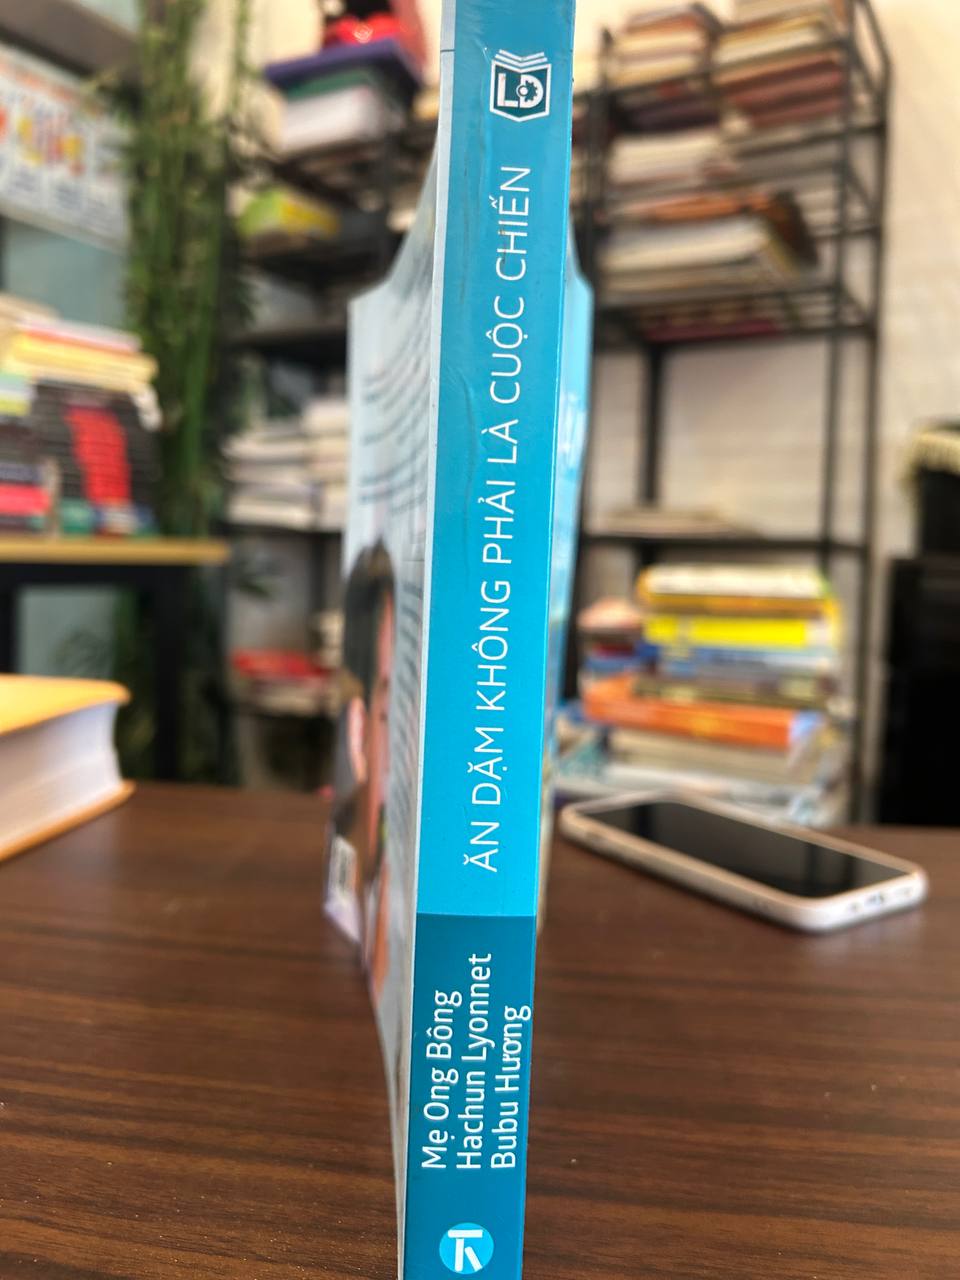 ĂN DẶM KHÔNG PHẢI LÀ CUỘC CHIẾN
Mẹ Ong Bông
Hachun Lyonnet
Bubu Hương